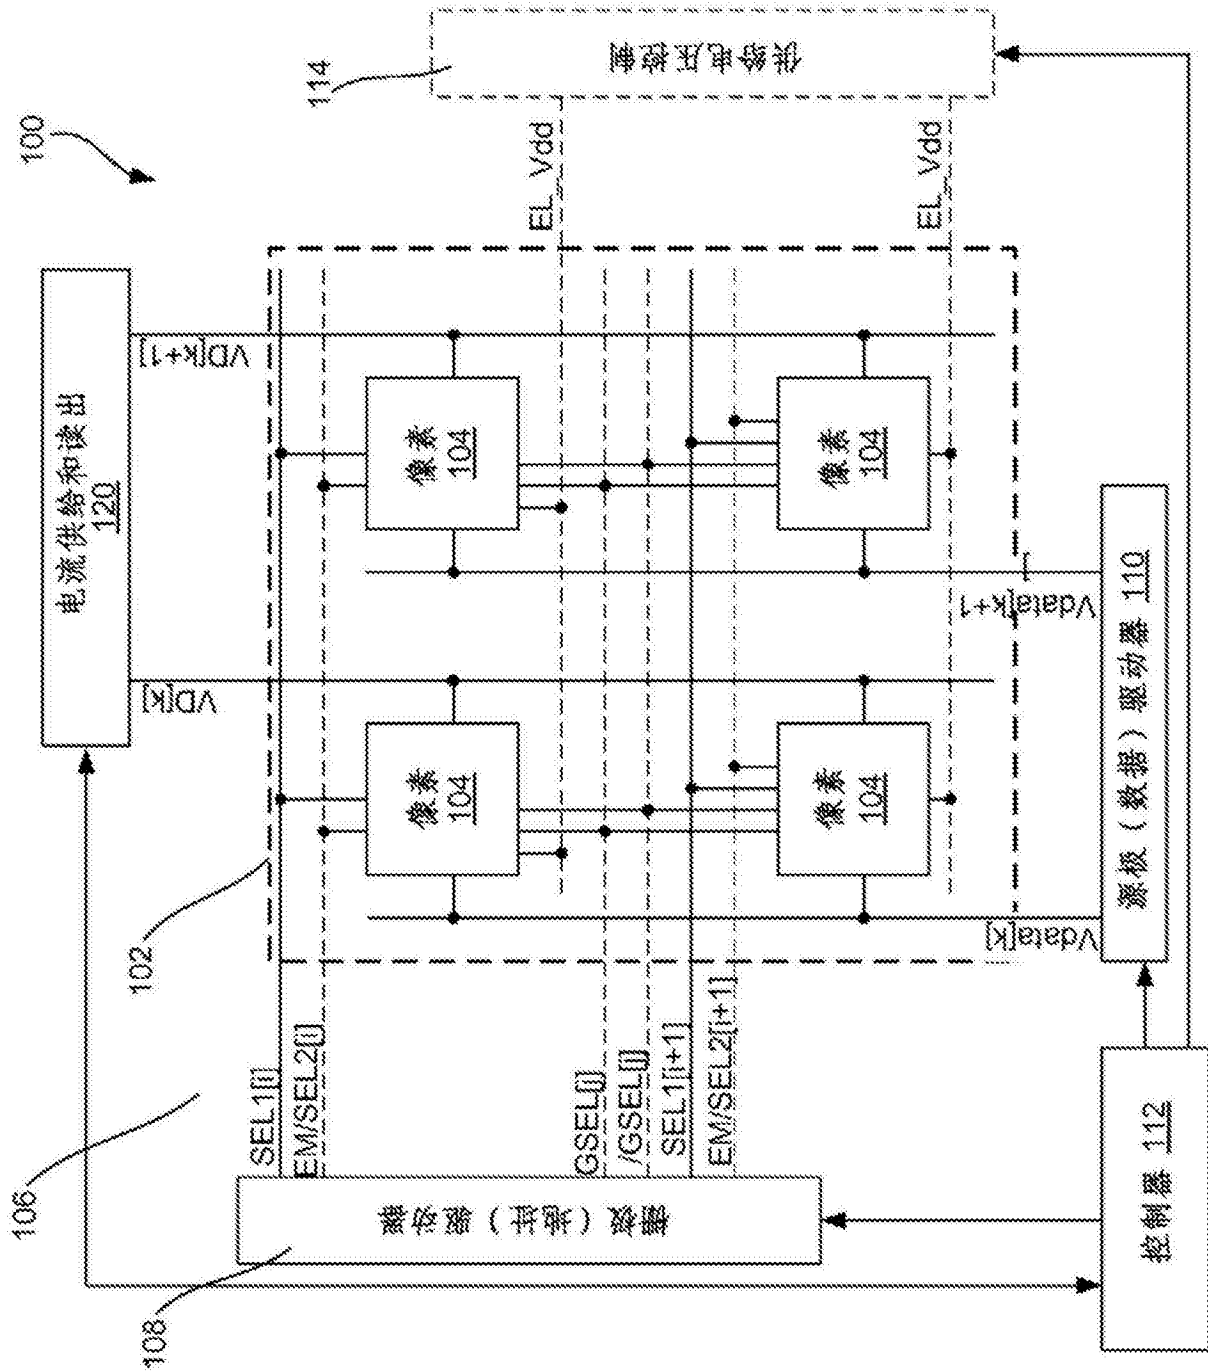 100
电流供给和读出
120
VD[k]
VD[k+1]
102
106
108
114
供给电压控制
EL_Vdd
EL_Vdd
SEL1[i]
EM/SEL2[i]
GSEL[j]
/GSEL[j]
SEL1[i+1]
EM/SEL2[i+1]
栅极（地址）驱动器
像素
104
像素
104
像素
104
像素
104
Vdata[k]
Vdata[k+1]
源极（数据）驱动器 110
控制器 112